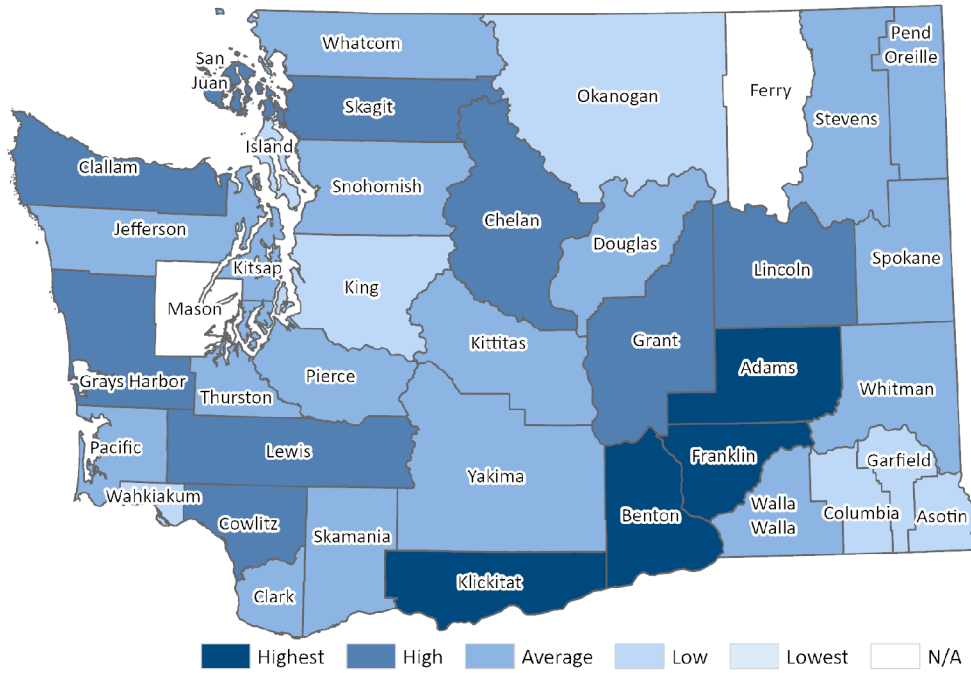 Whatcom
San
Juan
Skagit
Okanogan
Ferry
Pend
Oreille
Stevens
Island
Clallam
Snohomish
Chelan
Jefferson
Douglas
Kitsap
Spokane
Lincoln
King
Mason
Kittitas
Grant
Adams
Pierce
Grays Harbor
Thurston
Whitman
Lewis
Pacific
Franklin
Garfield
Yakima
Wahkiakum
Walla
Walla
Columbia
Asotin
Benton
Cowlitz
Skamania
Klickitat
Clark
Highest High Average Low Lowest N/A